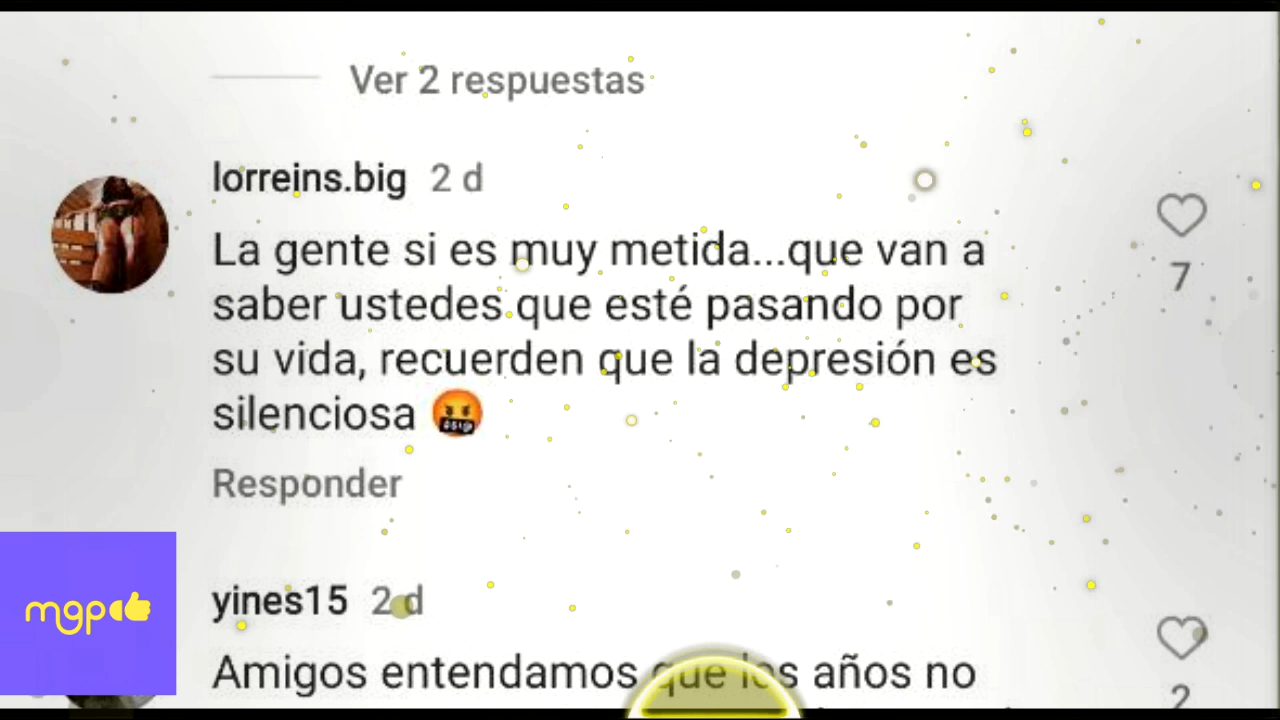 Ver 2 respuestas
lorreins.big 2 d
La gente si es muy metida...que van a
saber ustedes que esté pasando por
su vida, recuerden que la depresión es
silenciosa 🤬
7
Responder
mgp
yines15 2 d
Amigos entendamos que los años no
2